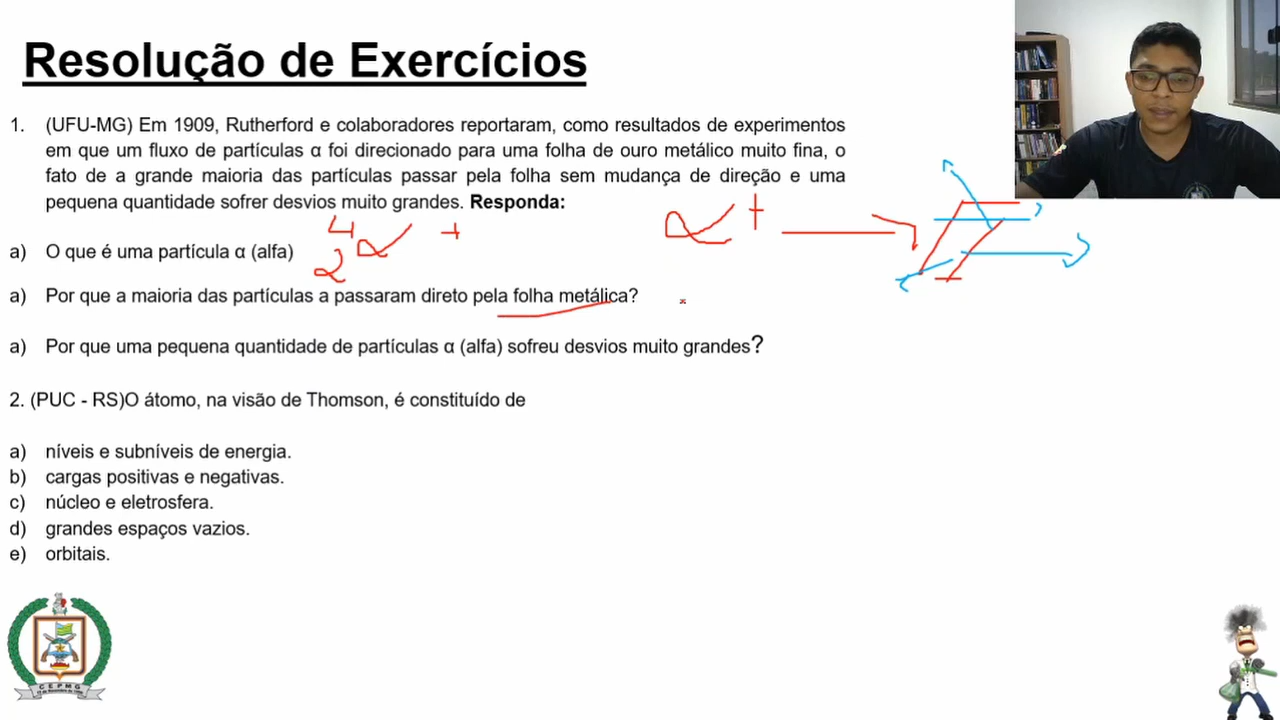 Resolução de Exercícios
1. (UFU-MG) Em 1909, Rutherford e colaboradores reportaram, como resultados de experimentos
em que um fluxo de partículas α foi direcionado para uma folha de ouro metálico muito fina, o
fato de a grande maioria das partículas passar pela folha sem mudança de direção e uma
pequena quantidade sofrer desvios muito grandes. Responda:
4 α +
2
α +
a) O que é uma partícula α (alfa)
a) Por que a maioria das partículas a passaram direto pela folha metálica?
a) Por que uma pequena quantidade de partículas α (alfa) sofreu desvios muito grandes?
2. (PUC - RS)O átomo, na visão de Thomson, é constituído de
a) níveis e subníveis de energia.
b) cargas positivas e negativas.
c) núcleo e eletrosfera.
d) grandes espaços vazios.
e) orbitais.
CEPMG